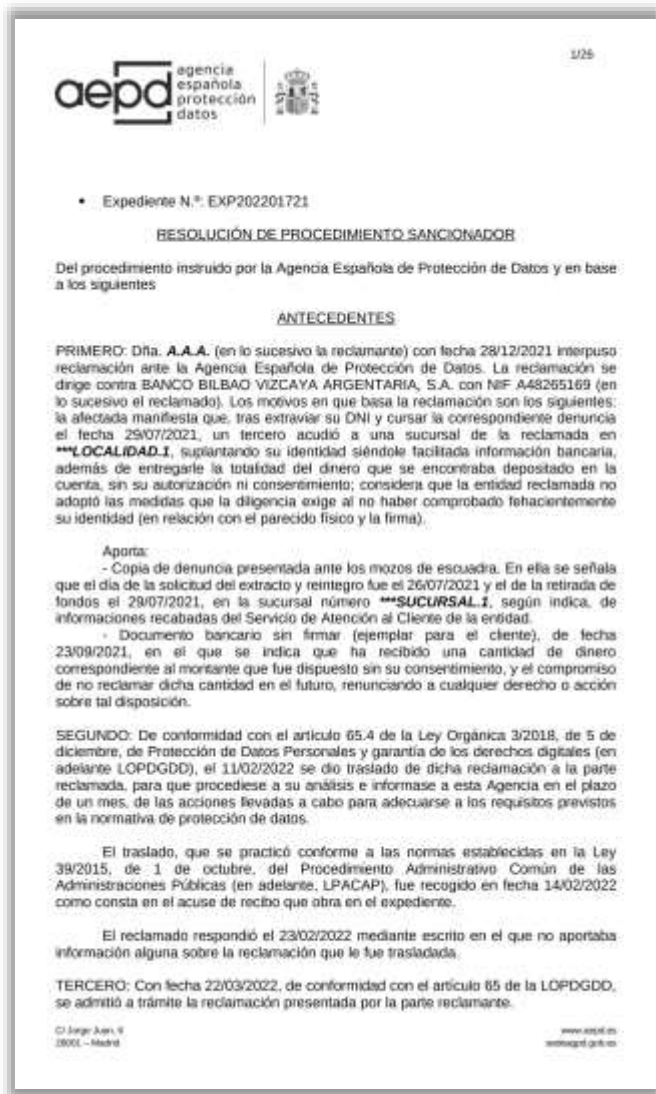 1/26
aepd
agencia
española
protección
datos
• Expediente N.º: EXP202201721
RESOLUCIÓN DE PROCEDIMIENTO SANCIONADOR
Del procedimiento instruido por la Agencia Española de Protección de Datos y en base
a los siguientes
ANTECEDENTES
PRIMERO: Dña. A.A.A. (en lo sucesivo la reclamante) con fecha 28/12/2021 interpuso
reclamación ante la Agencia Española de Protección de Datos. La reclamación se
dirige contra BANCO BILBAO VIZCAYA ARGENTARIA, S.A. con NIF A48265169 (en
lo sucesivo el reclamado). Los motivos en que basa la reclamación son los siguientes:
la afectada manifiesta que, tras extraviar su DNI y cursar la correspondiente denuncia
el fecha 29/07/2021, un tercero acudió a una sucursal de la reclamada en
***LOCALIDAD.1, suplantando su identidad siéndole facilitada información bancaria,
además de entregarle la totalidad del dinero que se encontraba depositado en la
cuenta, sin su autorización ni consentimiento; considera que la entidad reclamada no
adoptó las medidas que la diligencia exige al no haber comprobado fehacientemente
su identidad (en relación con el parecido físico y la firma).
Aporta:
- Copia de denuncia presentada ante los mozos de escuadra. En ella se señala
que el día de la solicitud del extracto y reintegro fue el 26/07/2021 y el de la retirada de
fondos el 29/07/2021, en la sucursal número ***SUCURSAL.1, según indica, de
informaciones recabadas del Servicio de Atención al Cliente de la entidad.
- Documento bancario sin firmar (ejemplar para el cliente), de fecha
23/09/2021, en el que se indica que ha recibido una cantidad de dinero
correspondiente al montante que fue dispuesto sin su consentimiento, y el compromiso
de no reclamar dicha cantidad en el futuro, renunciando a cualquier derecho o acción
sobre tal disposición.
SEGUNDO: De conformidad con el artículo 65.4 de la Ley Orgánica 3/2018, de 5 de
diciembre, de Protección de Datos Personales y garantía de los derechos digitales (en
adelante LOPDGDD), el 11/02/2022 se dio traslado de dicha reclamación a la parte
reclamada, para que procediese a su análisis e informase a esta Agencia en el plazo
de un mes, de las acciones llevadas a cabo para adecuarse a los requisitos previstos
en la normativa de protección de datos.
El traslado, que se practicó conforme a las normas establecidas en la Ley
39/2015, de 1 de octubre, del Procedimiento Administrativo Común de las
Administraciones Públicas (en adelante, LPACAP), fue recogido en fecha 14/02/2022
como consta en el acuse de recibo que obra en el expediente.
El reclamado respondió el 23/02/2022 mediante escrito en el que no aportaba
información alguna sobre la reclamación que le fue trasladada.
TERCERO: Con fecha 22/03/2022, de conformidad con el artículo 65 de la LOPDGDD,
se admitió a trámite la reclamación presentada por la parte reclamante.
C/ Jorge Juan, 6
28001 – Madrid
www.aepd.es
sedeagpd.gob.es